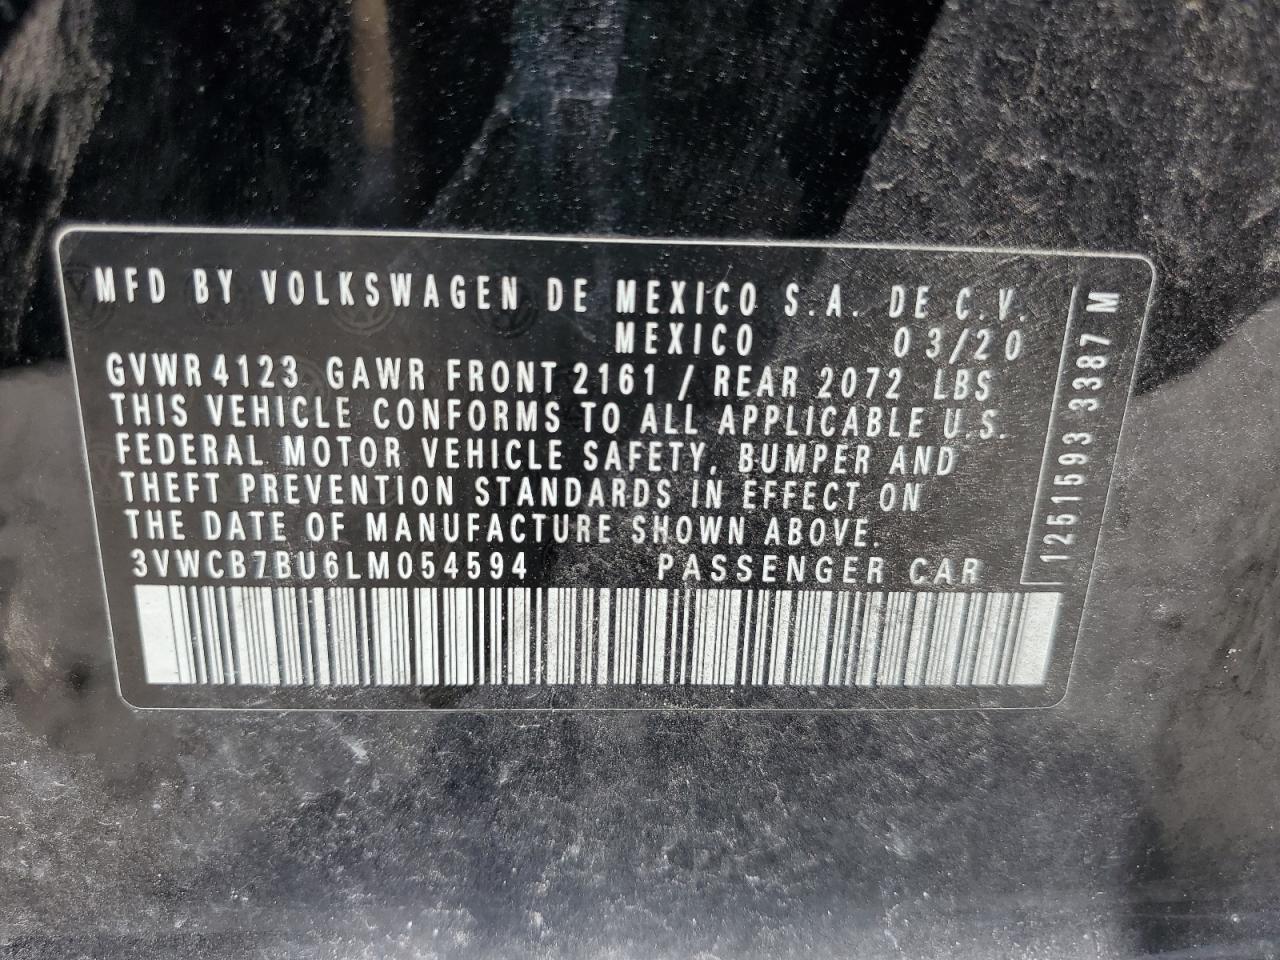 MFD BY VOLKSWAGEN DE MEXICO S.A. DE C.V.
MEXICO 03/20
GVWR 4123 GAWR FRONT 2161 / REAR 2072 LBS
THIS VEHICLE CONFORMS TO ALL APPLICABLE U.S.
FEDERAL MOTOR VEHICLE SAFETY, BUMPER AND
THEFT PREVENTION STANDARDS IN EFFECT ON
THE DATE OF MANUFACTURE SHOWN ABOVE.
3VWCB7BU6LM054594 PASSENGER CAR
1251593 3387 M